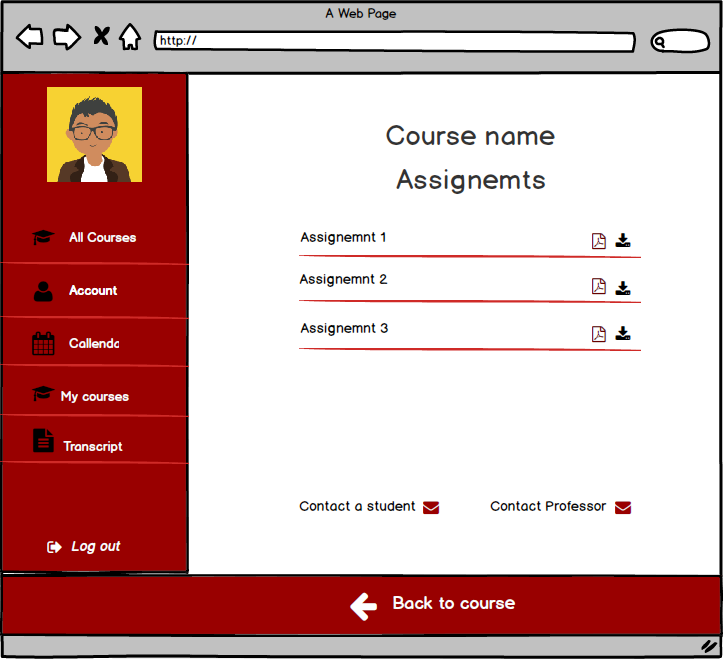 A Web Page
http://
Course name
Assignemts
All Courses
Assignemnt 1
Account
Assignemnt 2
Callenda
Assignemnt 3
My courses
Transcript
Contact a student
Contact Professor
Log out
Back to course